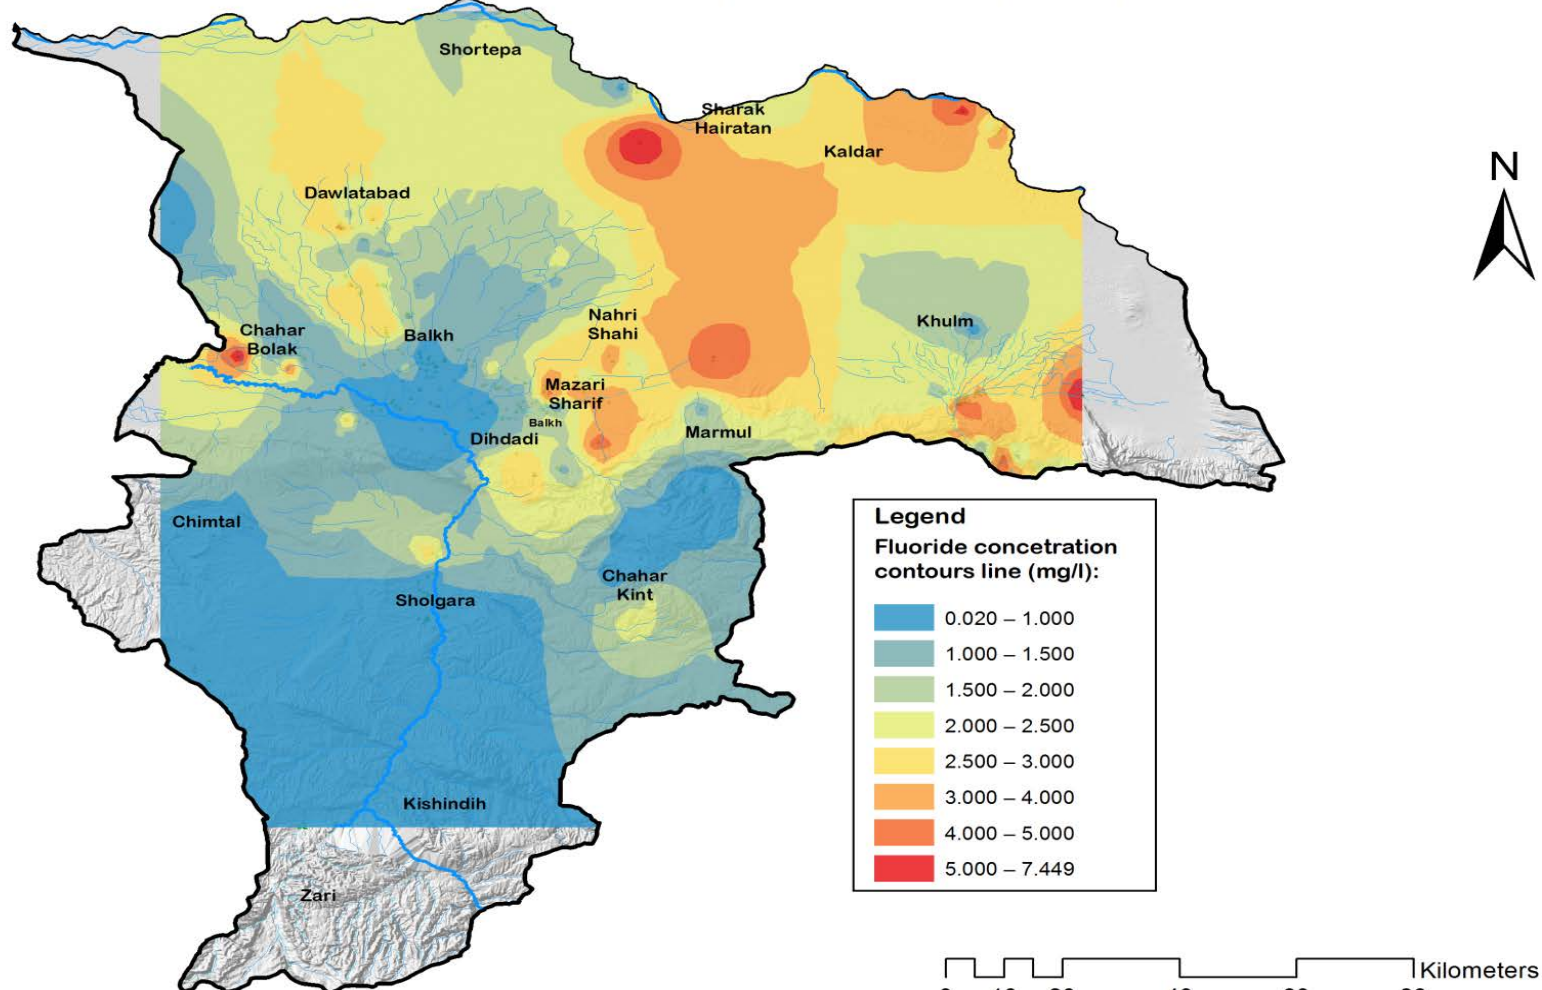 Shortepa
Sharak
Hairatan
Kaldar
N
Dawlatabad
Nahri
Shahi
Khulm
Chahar
Bolak
Balkh
Mazari
Sharif
Balkh
Dihdadi
Marmul
Chimtal
Chahar
Kint
Sholgara
Kishindih
Zari
Legend
Fluoride concetration
contours line (mg/l):
0.020 – 1.000
1.000 – 1.500
1.500 – 2.000
2.000 – 2.500
2.500 – 3.000
3.000 – 4.000
4.000 – 5.000
5.000 – 7.449
Kilometers